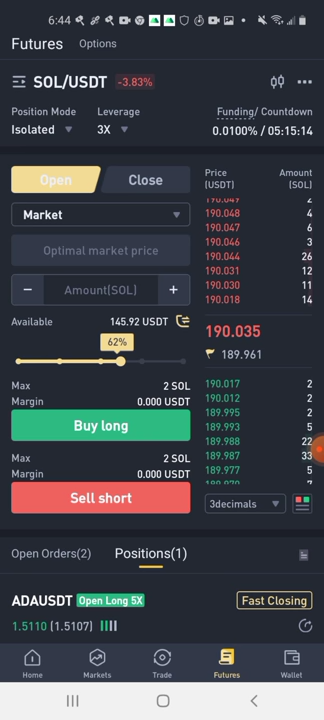 6:44
Futures Options
SOL/USDT -3.83%
Position Mode Leverage Funding/ Countdown
Isolated 3X 0.0100% / 05:15:14
Open Close
Price (USDT) Amount (SOL)
Market
Optimal market price
− Amount(SOL) +
Available 145.92 USDT
62%
Max 2 SOL
Margin 0.000 USDT
Buy long
Max 2 SOL
Margin 0.000 USDT
Sell short
190.049 2
190.048 4
190.047 6
190.046 3
190.044 26
190.031 12
190.030 11
190.018 14
190.035
189.961
190.017 2
190.012 2
189.995 2
189.993 5
189.988 22
189.987 33
189.977 5
3decimals
Open Orders(2) Positions(1)
ADAUSDT Open Long 5X Fast Closing
1.5110 (1.5107)
Home Markets Trade Futures Wallet